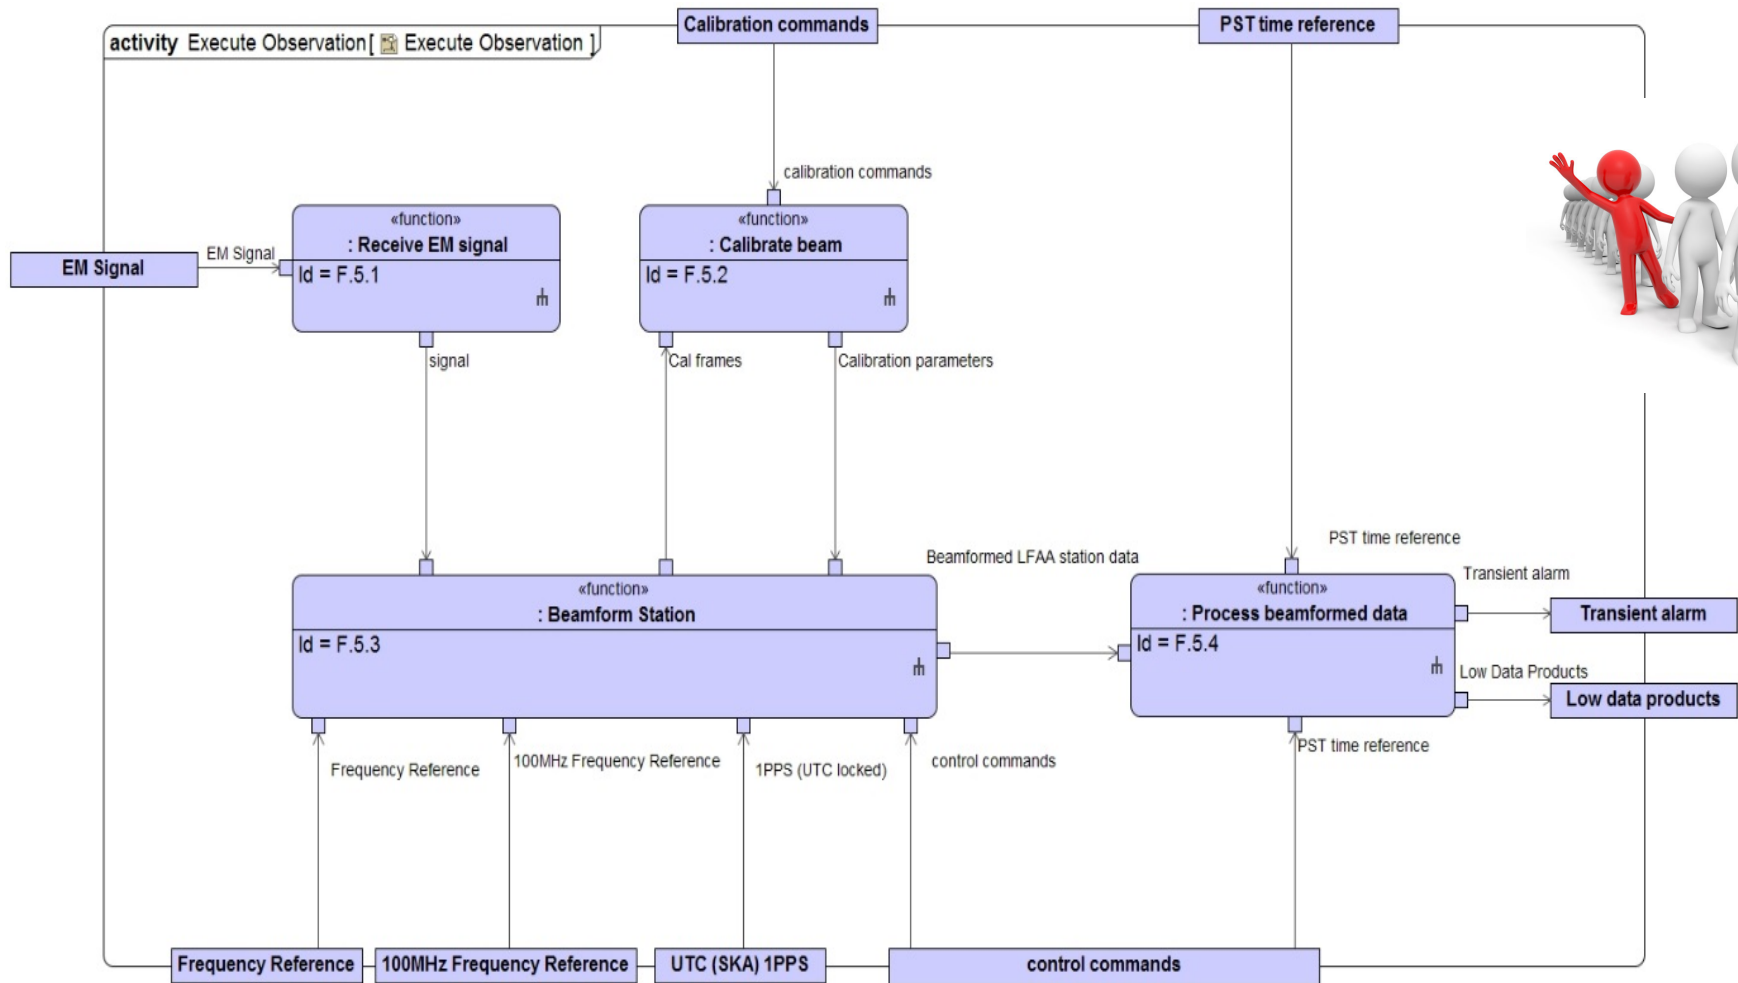 Calibration commands
PST time reference
activity Execute Observation[ Execute Observation ]
calibration commands
«function»
: Receive EM signal
Id = F.5.1
«function»
: Calibrate beam
Id = F.5.2
EM Signal
EM Signal
signal
Cal frames
Calibration parameters
PST time reference
Beamformed LFAA station data
Transient alarm
«function»
: Beamform Station
Id = F.5.3
«function»
: Process beamformed data
Id = F.5.4
Transient alarm
Low Data Products
Low data products
Frequency Reference
100MHz Frequency Reference
1PPS (UTC locked)
control commands
PST time reference
Frequency Reference
100MHz Frequency Reference
UTC (SKA) 1PPS
control commands